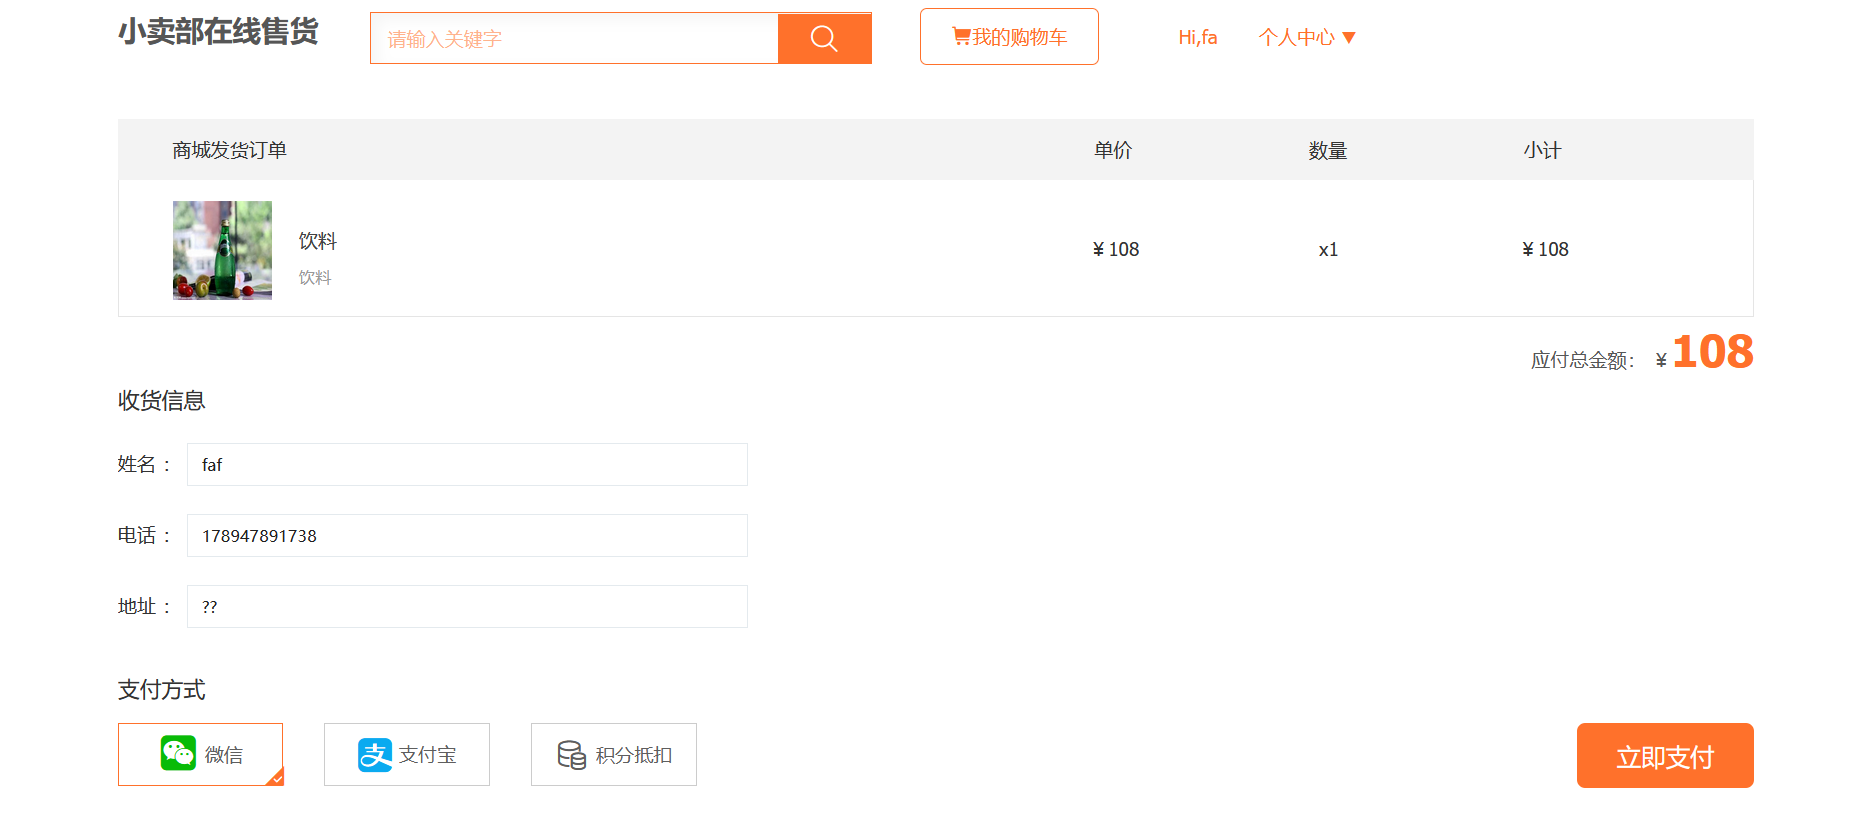 小卖部在线售货
请输入关键字
我的购物车
Hi,fa
个人中心 ▼
商城发货订单 单价 数量 小计
饮料
饮料
¥ 108 x1 ¥ 108
应付总金额： ¥ 108
收货信息
姓名 ： faf
电话 ： 178947891738
地址 ： ??
支付方式
微信 支付宝 积分抵扣
立即支付